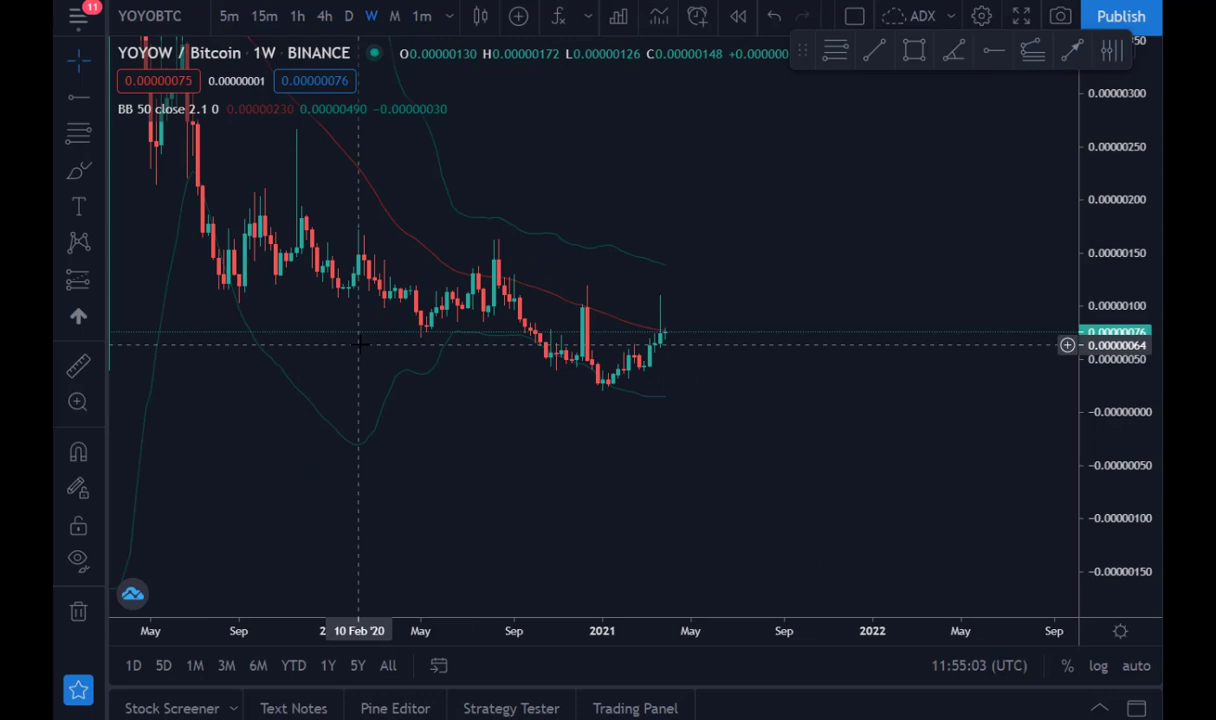 11
YOYOBTC 5m 15m 1h 4h D W M 1m ADX Publish
YOYOW / Bitcoin · 1W · BINANCE O0.00000130 H0.00000172 L0.00000126 C0.00000148 +0.000000
0.00000075 0.00000001 0.00000076
BB 50 close 2.1 0 0.00000230 0.00000490 −0.00000030
0.00000300
0.00000250
0.00000200
0.00000150
0.00000100
0.00000076
0.00000064
0.00000050
−0.00000000
−0.00000050
−0.00000100
−0.00000150
May Sep 2 10 Feb '20 May Sep 2021 May Sep 2022 May Sep
1D 5D 1M 3M 6M YTD 1Y 5Y All 11:55:03 (UTC) % log auto
Stock Screener Text Notes Pine Editor Strategy Tester Trading Panel